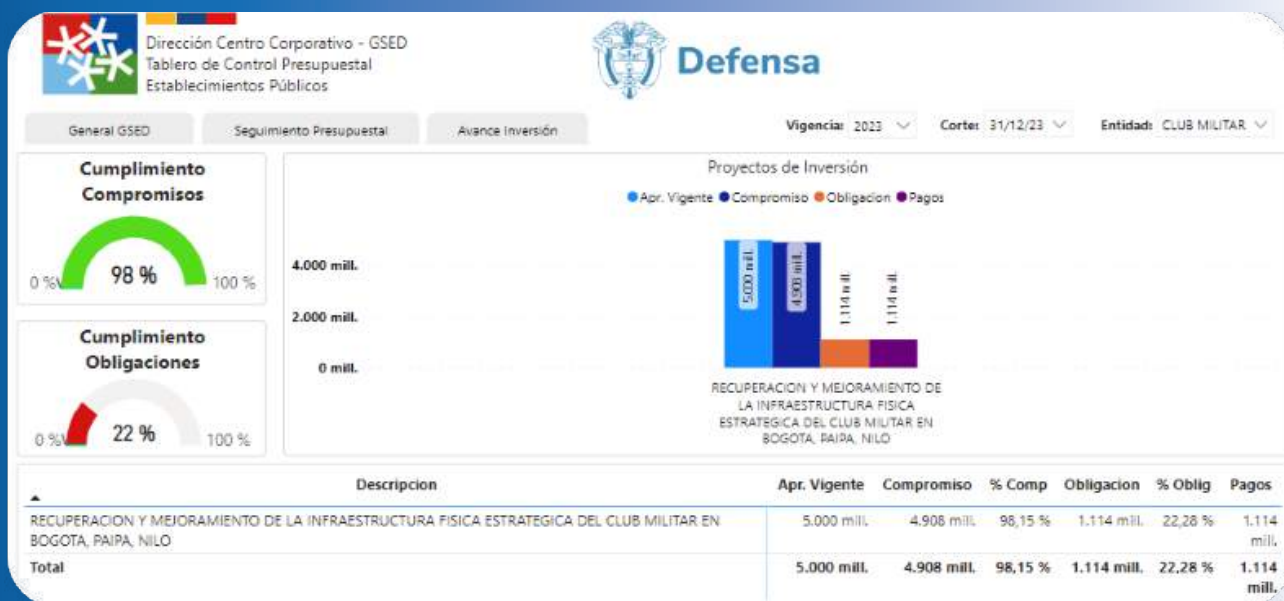 Dirección Centro Corporativo - GSED
Tablero de Control Presupuestal
Establecimientos Públicos
Defensa
General GSED
Seguimiento Presupuestal
Avance Inversión
Vigencia: 2023
Corte: 31/12/23
Entidad: CLUB MILITAR
Cumplimiento
Compromisos
98 %
0 %
100 %
Cumplimiento
Obligaciones
22 %
0 %
100 %
Proyectos de Inversión
Apr. Vigente Compromiso Obligacion Pagos
4.000 mill.
2.000 mill.
0 mill.
5.000 mill.
4.908 mill.
1.114 mill.
1.114 mill.
RECUPERACION Y MEJORAMIENTO DE
LA INFRAESTRUCTURA FISICA
ESTRATEGICA DEL CLUB MILITAR EN
BOGOTA, PAIPA, NILO
Descripcion Apr. Vigente Compromiso % Comp Obligacion % Oblig Pagos
RECUPERACION Y MEJORAMIENTO DE LA INFRAESTRUCTURA FISICA ESTRATEGICA DEL CLUB MILITAR EN 5.000 mill. 4.908 mill. 98,15 % 1.114 mill. 22,28 % 1.114
BOGOTA, PAIPA, NILO mill.
Total 5.000 mill. 4.908 mill. 98,15 % 1.114 mill. 22,28 % 1.114
mill.